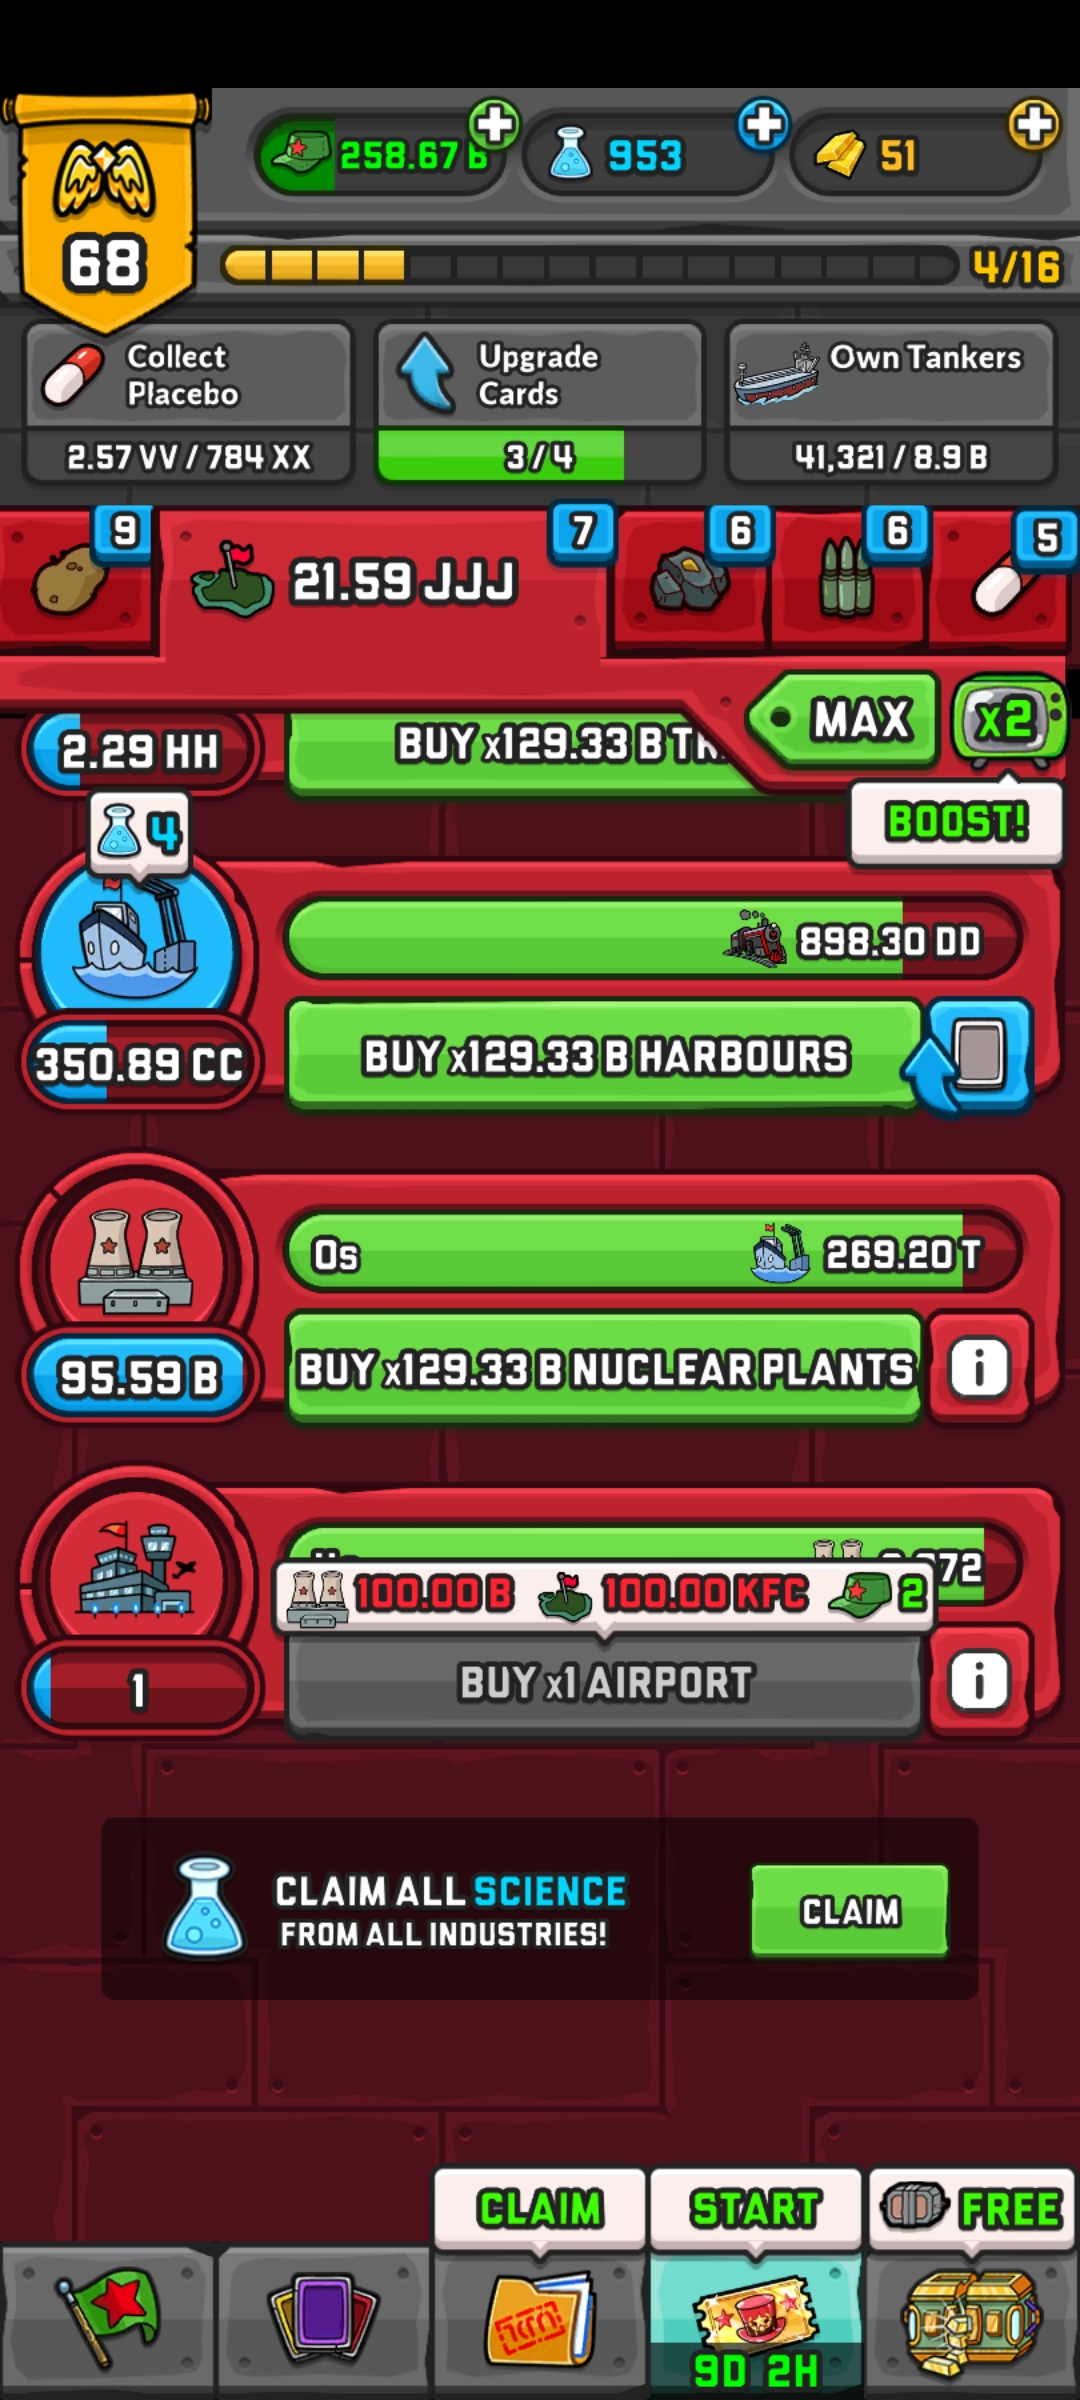 258.67 B
953
51
68
4/16
Collect
Placebo
2.57 VV / 784 XX
Upgrade
Cards
3/4
Own Tankers
41,321 / 8.9 B
9
21.59 JJJ
7
6
6
5
2.29 HH
BUY x129.33 B
MAX
x2
BOOST!
4
898.30 DD
350.89 CC
BUY x129.33 B HARBOURS
0s
269.20 T
95.59 B
BUY x129.33 B NUCLEAR PLANTS
i
100.00 B
100.00 KFC
2
1
BUY x1 AIRPORT
i
CLAIM ALL SCIENCE
FROM ALL INDUSTRIES!
CLAIM
CLAIM
START
FREE
9D 2H